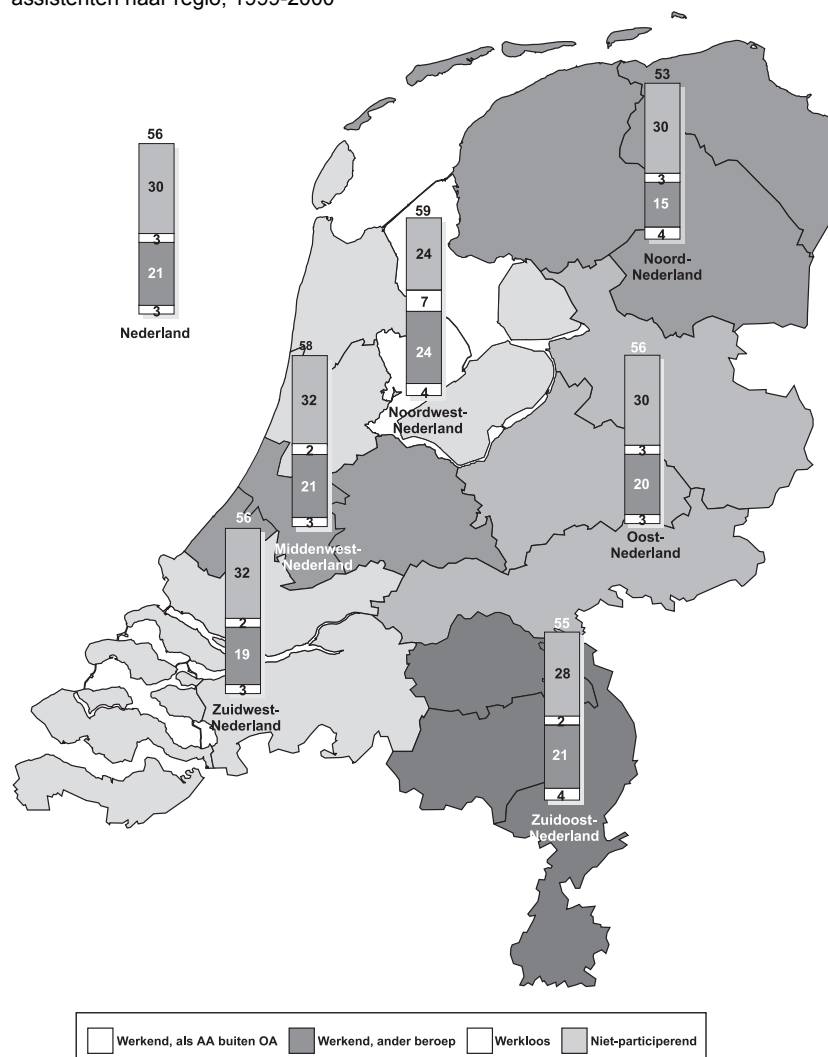 assistenten naar regio, 1999-2000
53
30
3
15
4
Noord-
Nederland
56
30
3
21
3
Nederland
59
24
7
24
4
Noordwest-
Nederland
58
32
2
21
3
Middenwest-
Nederland
56
30
3
20
3
Oost-
Nederland
56
32
2
19
3
Zuidwest-
Nederland
55
28
2
21
4
Zuidoost-
Nederland
Werkend, als AA buiten OA Werkend, ander beroep Werkloos Niet-participerend